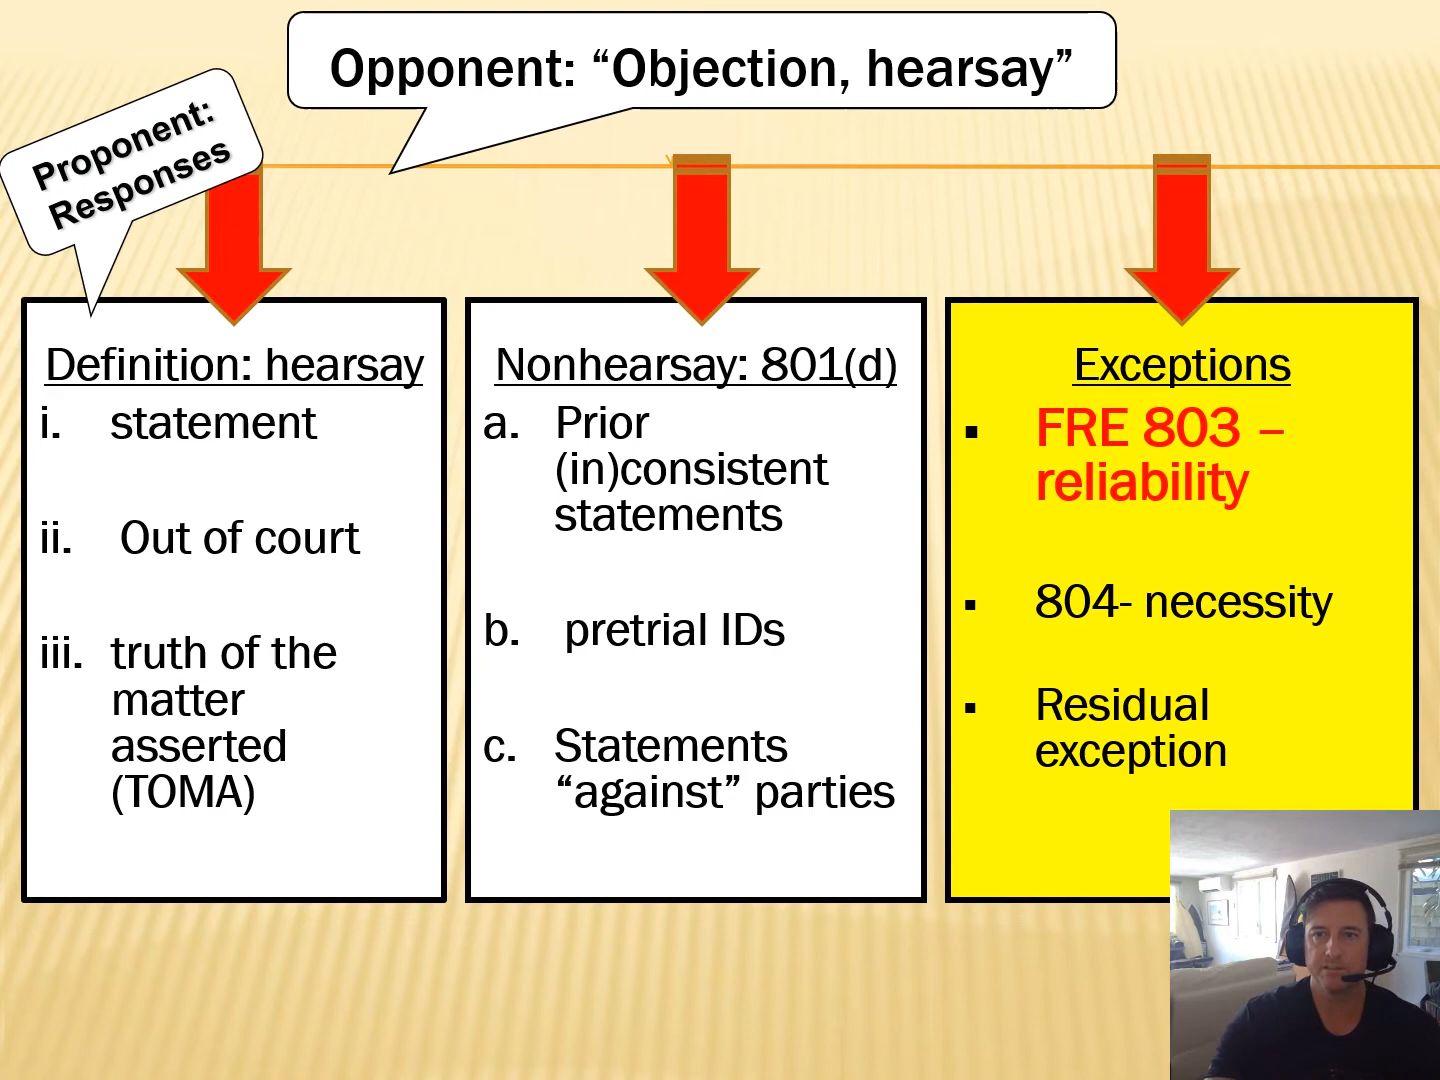 Opponent: “Objection, hearsay”
Proponent:
Responses
Definition: hearsay
i. statement
ii. Out of court
iii. truth of the
matter
asserted
(TOMA)
Nonhearsay: 801(d)
a. Prior
(in)consistent
statements
b. pretrial IDs
c. Statements
“against” parties
Exceptions
▪ FRE 803 –
reliability
▪ 804- necessity
▪ Residual
exception